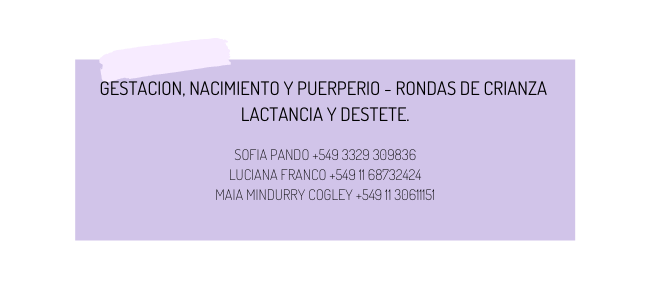 GESTACION, NACIMIENTO Y PUERPERIO - RONDAS DE CRIANZA
LACTANCIA Y DESTETE.
SOFIA PANDO +549 3329 309836
LUCIANA FRANCO +549 11 68732424
MAIA MINDURRY COGLEY +549 11 30611151